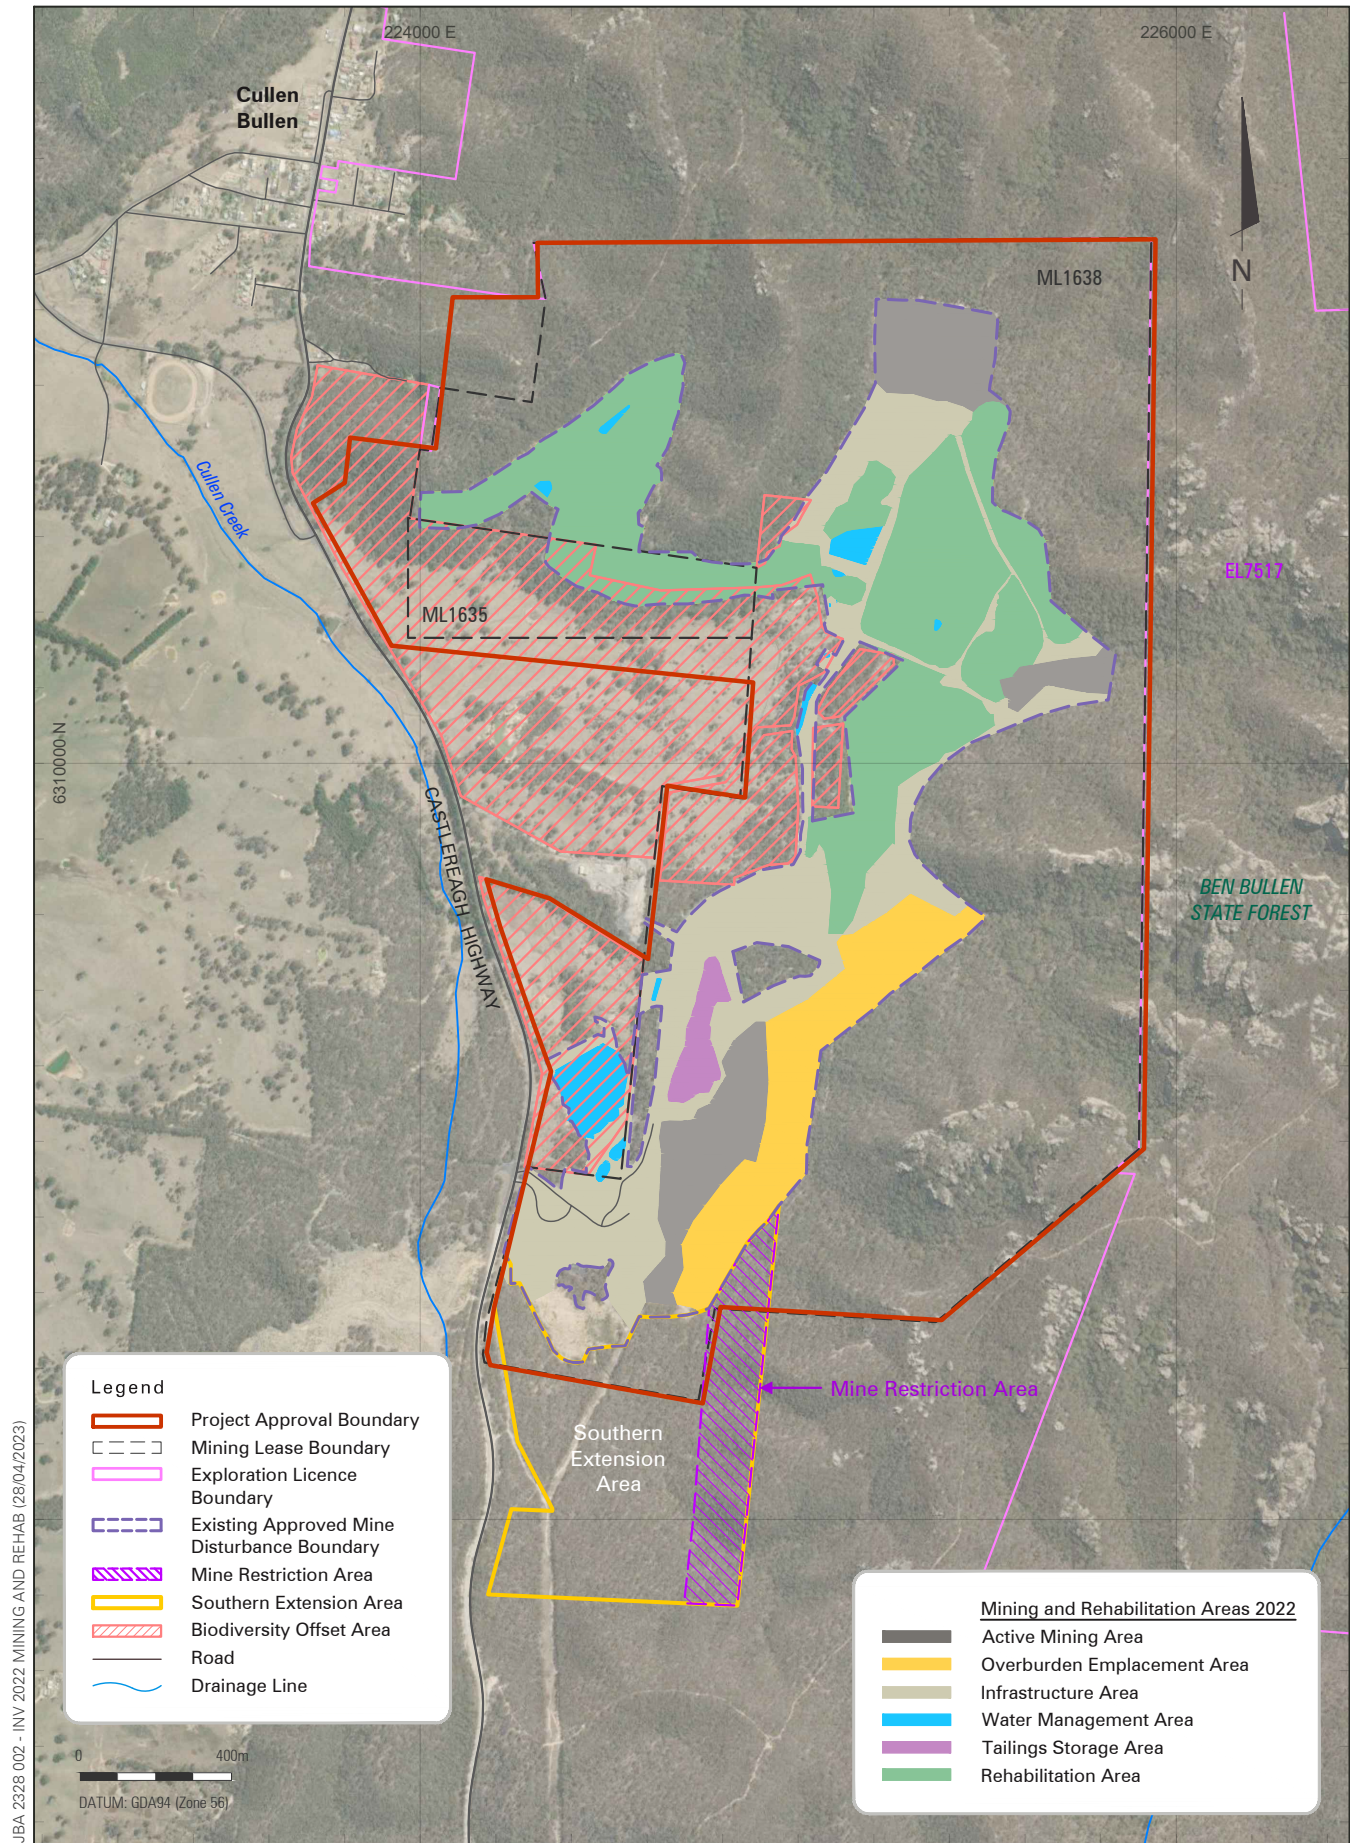 224000 E
226000 E
Cullen
Bullen
N
ML1638
Cullen Creek
EL7517
ML1635
6310000 N
CASTLEREAGH HIGHWAY
BEN BULLEN
STATE FOREST
Mine Restriction Area
Southern
Extension
Area
Legend
Project Approval Boundary
Mining Lease Boundary
Exploration Licence
Boundary
Existing Approved Mine
Disturbance Boundary
Mine Restriction Area
Southern Extension Area
Biodiversity Offset Area
Road
Drainage Line
Mining and Rehabilitation Areas 2022
Active Mining Area
Overburden Emplacement Area
Infrastructure Area
Water Management Area
Tailings Storage Area
Rehabilitation Area
0 400m
DATUM: GDA94 (Zone 56)
JBA 2328 002 - INV 2022 MINING AND REHAB (28/04/2023)